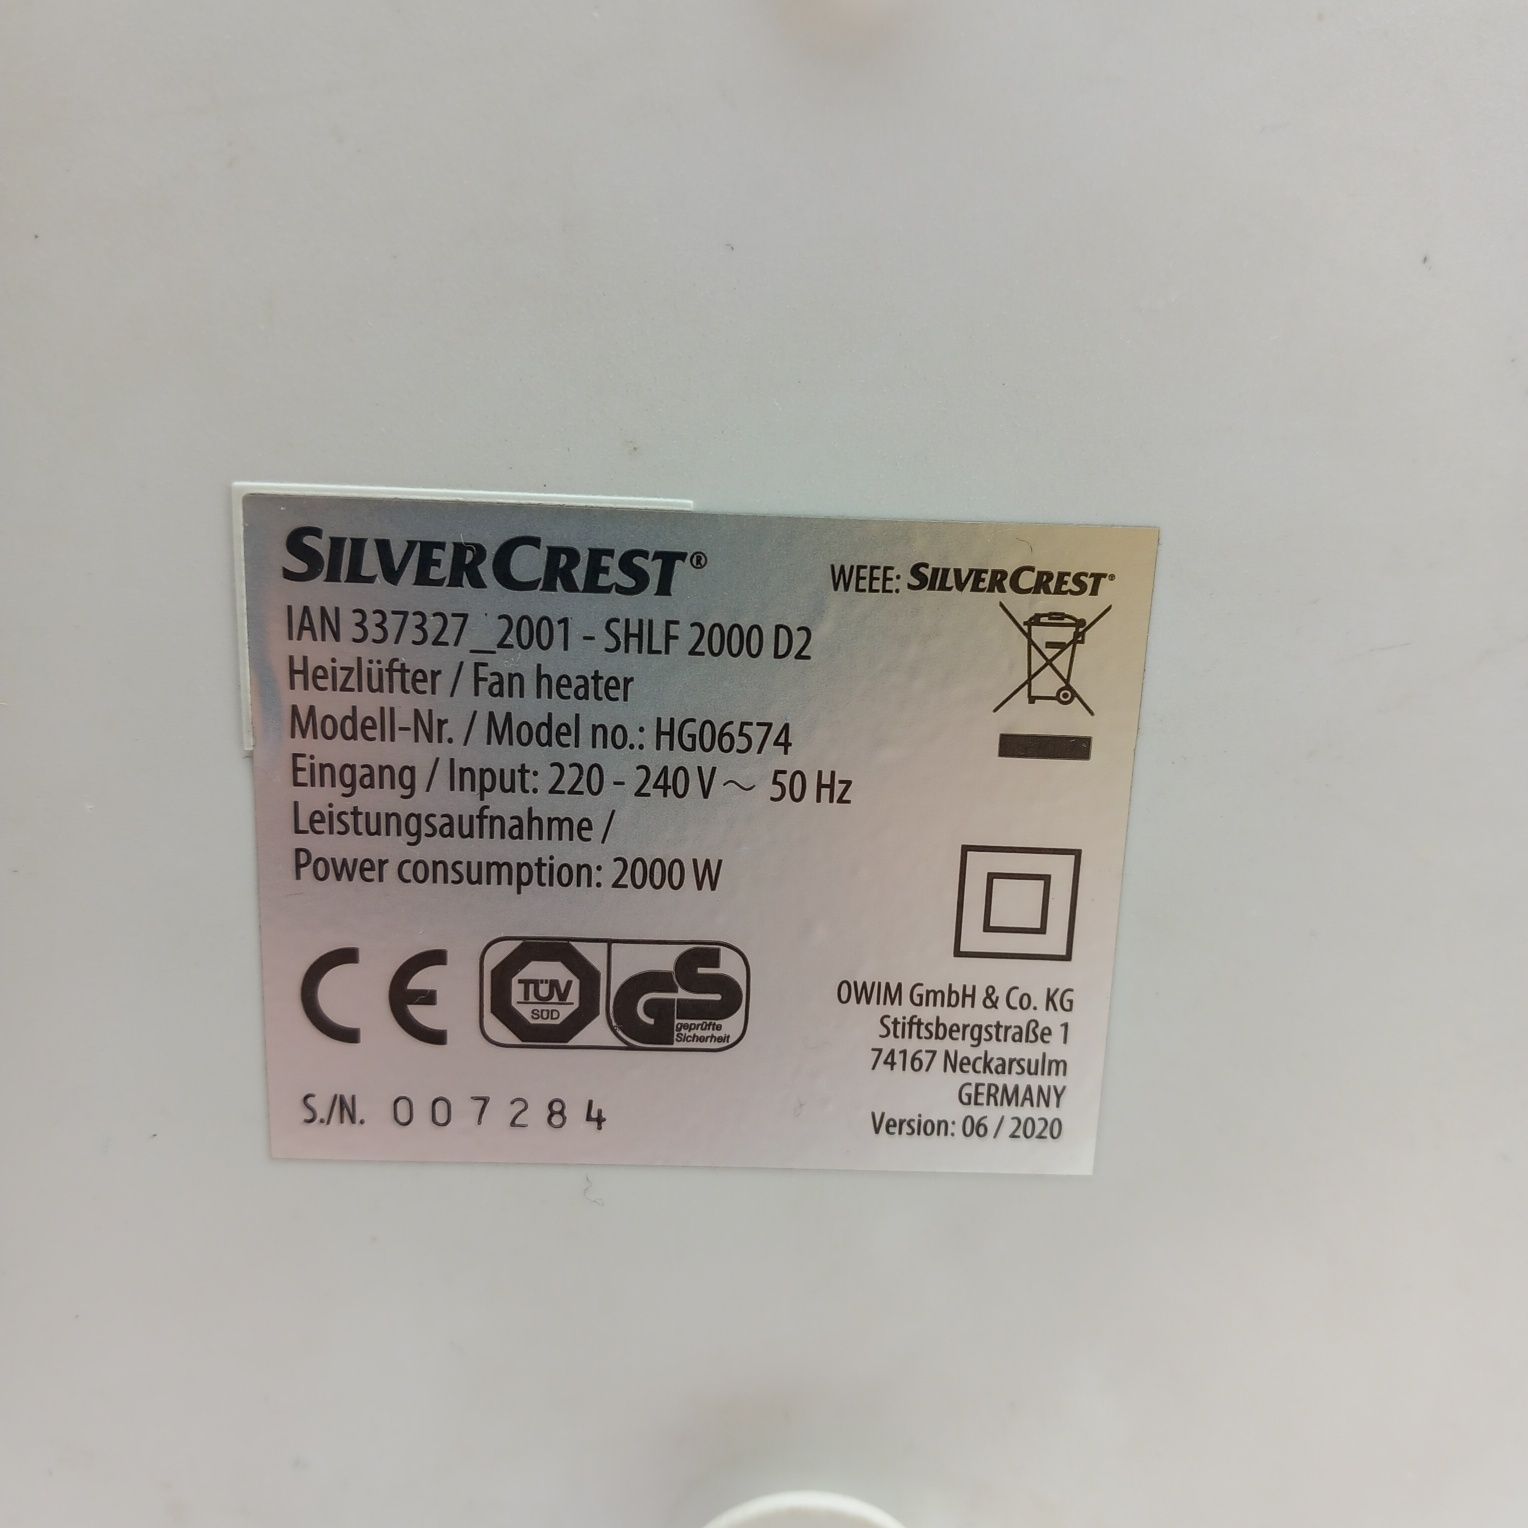 SILVERCREST®
IAN 337327_2001 - SHLF 2000 D2
Heizlüfter / Fan heater
Modell-Nr. / Model no.: HG06574
Eingang / Input: 220 - 240 V ~ 50 Hz
Leistungsaufnahme /
Power consumption: 2000 W
WEEE: SILVERCREST®
CE
TÜV
SÜD
GS
geprüfte
Sicherheit
S./N. 007284
OWIM GmbH & Co. KG
Stiftsbergstraße 1
74167 Neckarsulm
GERMANY
Version: 06 / 2020